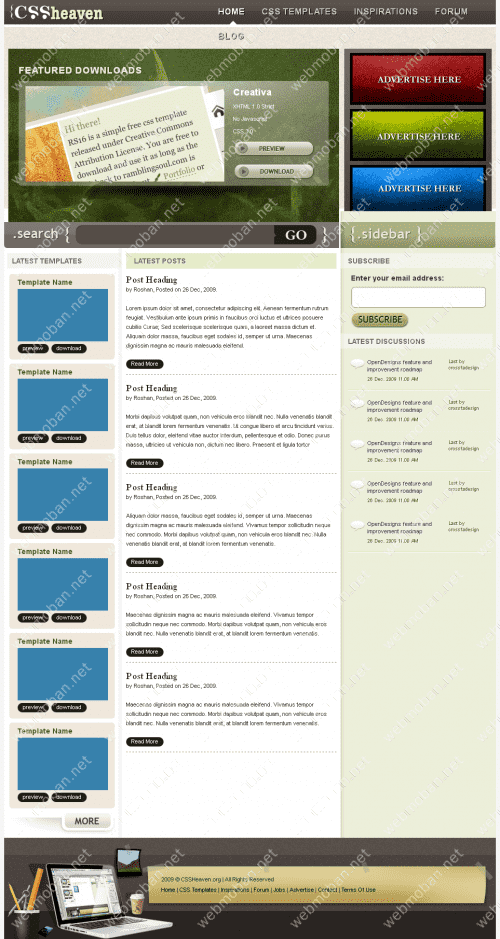 CSSheaven
HOME CSS TEMPLATES INSPIRATIONS FORUM
BLOG
FEATURED DOWNLOADS
Hi there!
RS16 is a simple free css template
released under Creative Commons
Attribution License. You are free to
download and use it as long as the
back to ramblingsoul.com is
Portfolio or
Creativa
XHTML 1.0 Strict
No Javascript
CSS 2.0
PREVIEW
DOWNLOAD
ADVERTISE HERE
ADVERTISE HERE
ADVERTISE HERE
.search { GO }
{.sidebar }
LATEST TEMPLATES
Template Name
preview download
Template Name
preview download
Template Name
preview download
Template Name
preview download
Template Name
preview download
Template Name
preview download
MORE
LATEST POSTS
Post Heading
by Roshan, Posted on 26 Dec, 2009.
Lorem ipsum dolor sit amet, consectetur adipiscing elit. Aenean fermentum rutrum
feugiat. Vestibulum ante ipsum primis in faucibus orci luctus et ultrices posuere
cubilia Curae; Sed scelerisque scelerisque quam, a laoreet massa dictum et.
Aliquam dolor massa, faucibus eget sodales id, semper ut urna. Maecenas
dignissim magna ac mauris malesuada eleifend.
Read More
Post Heading
by Roshan, Posted on 26 Dec, 2009.
Morbi dapibus volutpat quam, non vehicula eros blandit nec. Nulla venenatis blandit
erat, at blandit lorem fermentum venenatis. Ut congue libero et arcu tincidunt varius.
Duis tellus dolor, eleifend vitae auctor interdum, pellentesque et odio. Donec purus
massa, ultricies ut vehicula non, dictum nec libero. Praesent et ligula tortor
Read More
Post Heading
by Roshan, Posted on 26 Dec, 2009.
Aliquam dolor massa, faucibus eget sodales id, semper ut urna. Maecenas
dignissim magna ac mauris malesuada eleifend. Vivamus tempor sollicitudin neque
nec commodo. Morbi dapibus volutpat quam, non vehicula eros blandit nec. Nulla
venenatis blandit erat, at blandit lorem fermentum venenatis.
Read More
Post Heading
by Roshan, Posted on 26 Dec, 2009.
Maecenas dignissim magna ac mauris malesuada eleifend. Vivamus tempor
sollicitudin neque nec commodo. Morbi dapibus volutpat quam, non vehicula eros
blandit nec. Nulla venenatis blandit erat, at blandit lorem fermentum venenatis.
Read More
Post Heading
by Roshan, Posted on 26 Dec, 2009.
Maecenas dignissim magna ac mauris malesuada eleifend. Vivamus tempor
sollicitudin neque nec commodo. Morbi dapibus volutpat quam, non vehicula eros
blandit nec. Nulla venenatis blandit erat, at blandit lorem fermentum venenatis.
Read More
SUBSCRIBE
Enter your email address:
SUBSCRIBE
LATEST DISCUSSIONS
OpenDesigns feature and
improvement roadmap
26 Dec. 2009 11.00 AM
Last by
OpenDesigns feature and
improvement roadmap
26 Dec. 2009 11.00 AM
Last by
OpenDesigns feature and
improvement roadmap
26 Dec. 2009 11.00 AM
Last by
OpenDesigns feature and
improvement roadmap
26 Dec. 2009 11.00 AM
Last by
OpenDesigns feature and
improvement roadmap
26 Dec. 2009 11.00 AM
Last by
2009 © CSSHeaven.org | All Rights Reserved
Home | CSS Templates | Inspirations | Forum | Jobs | Advertise | Contact | Terms Of Use
webmoban.net